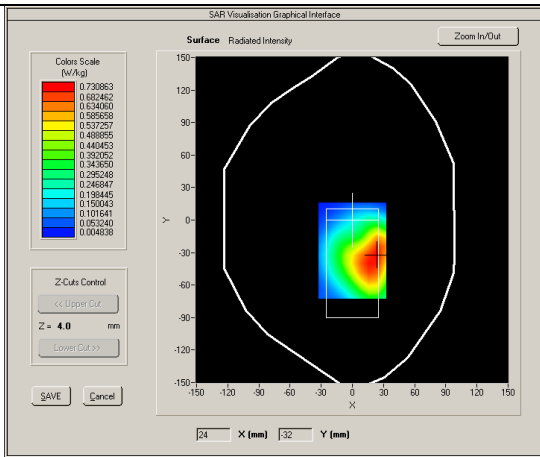 SAR Visualisation Graphical Interface
Surface Radiated Intensity
Zoom In/Out
Colors Scale
(W/kg)
0.730863
0.682462
0.634060
0.585658
0.537257
0.488855
0.440453
0.392052
0.343650
0.295248
0.246847
0.198445
0.150043
0.101641
0.053240
0.004838
Z-Cuts Control
<< Upper Cut
Z = 4.0 mm
Lower Cut >>
SAVE Cancel
150
120
90
60
30
0
-30
-60
-90
-120
-150
Y
-150 -120 -90 -60 -30 0 30 60 90 120 150
X
24 X (mm) -32 Y (mm)